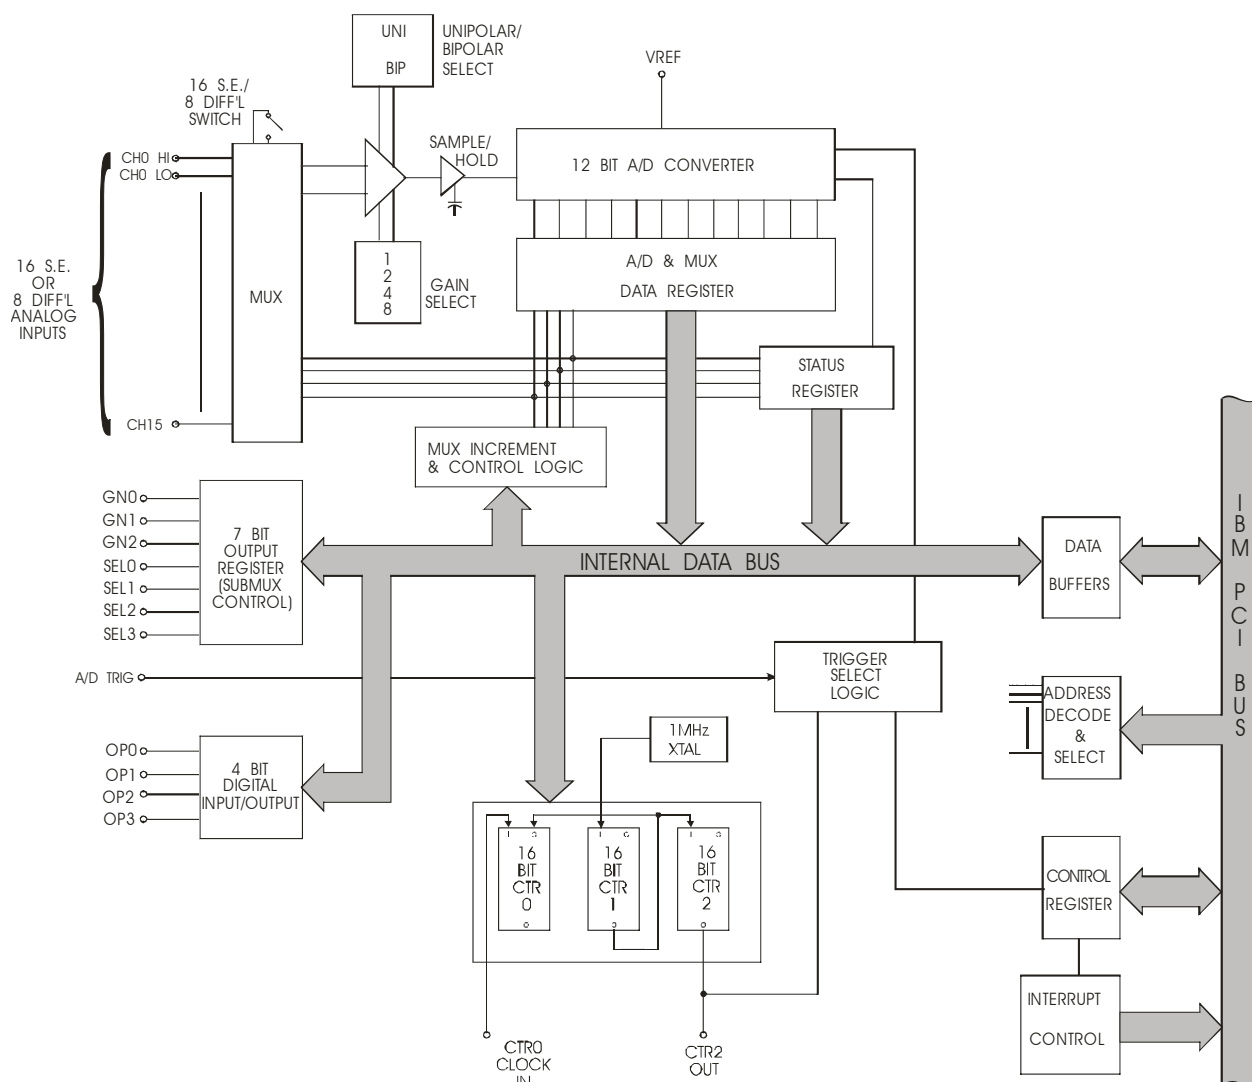 UNI
BIP
UNIPOLAR/
BIPOLAR
SELECT
VREF
16 S.E./
8 DIFF'L
SWITCH
SAMPLE/
HOLD
12 BIT A/D CONVERTER
CH0 HI
CH0 LO
A/D & MUX
DATA REGISTER
1
2
4
8
GAIN
SELECT
16 S.E.
OR
8 DIFF'L
ANALOG
INPUTS
MUX
STATUS
REGISTER
CH15
MUX INCREMENT
& CONTROL LOGIC
GN0
GN1
GN2
SEL0
SEL1
SEL2
SEL3
7 BIT
OUTPUT
REGISTER
(SUBMUX
CONTROL)
INTERNAL DATA BUS
DATA
BUFFERS
IBM PCI BUS
A/D TRIG
TRIGGER
SELECT
LOGIC
ADDRESS
DECODE
&
SELECT
1MHz
XTAL
OP0
OP1
OP2
OP3
4 BIT
DIGITAL
INPUT/OUTPUT
I G
16
BIT
CTR
0
O
I G
16
BIT
CTR
1
O
I G
16
BIT
CTR
2
O
CONTROL
REGISTER
INTERRUPT
CONTROL
CTR0
CLOCK
IN
CTR2
OUT